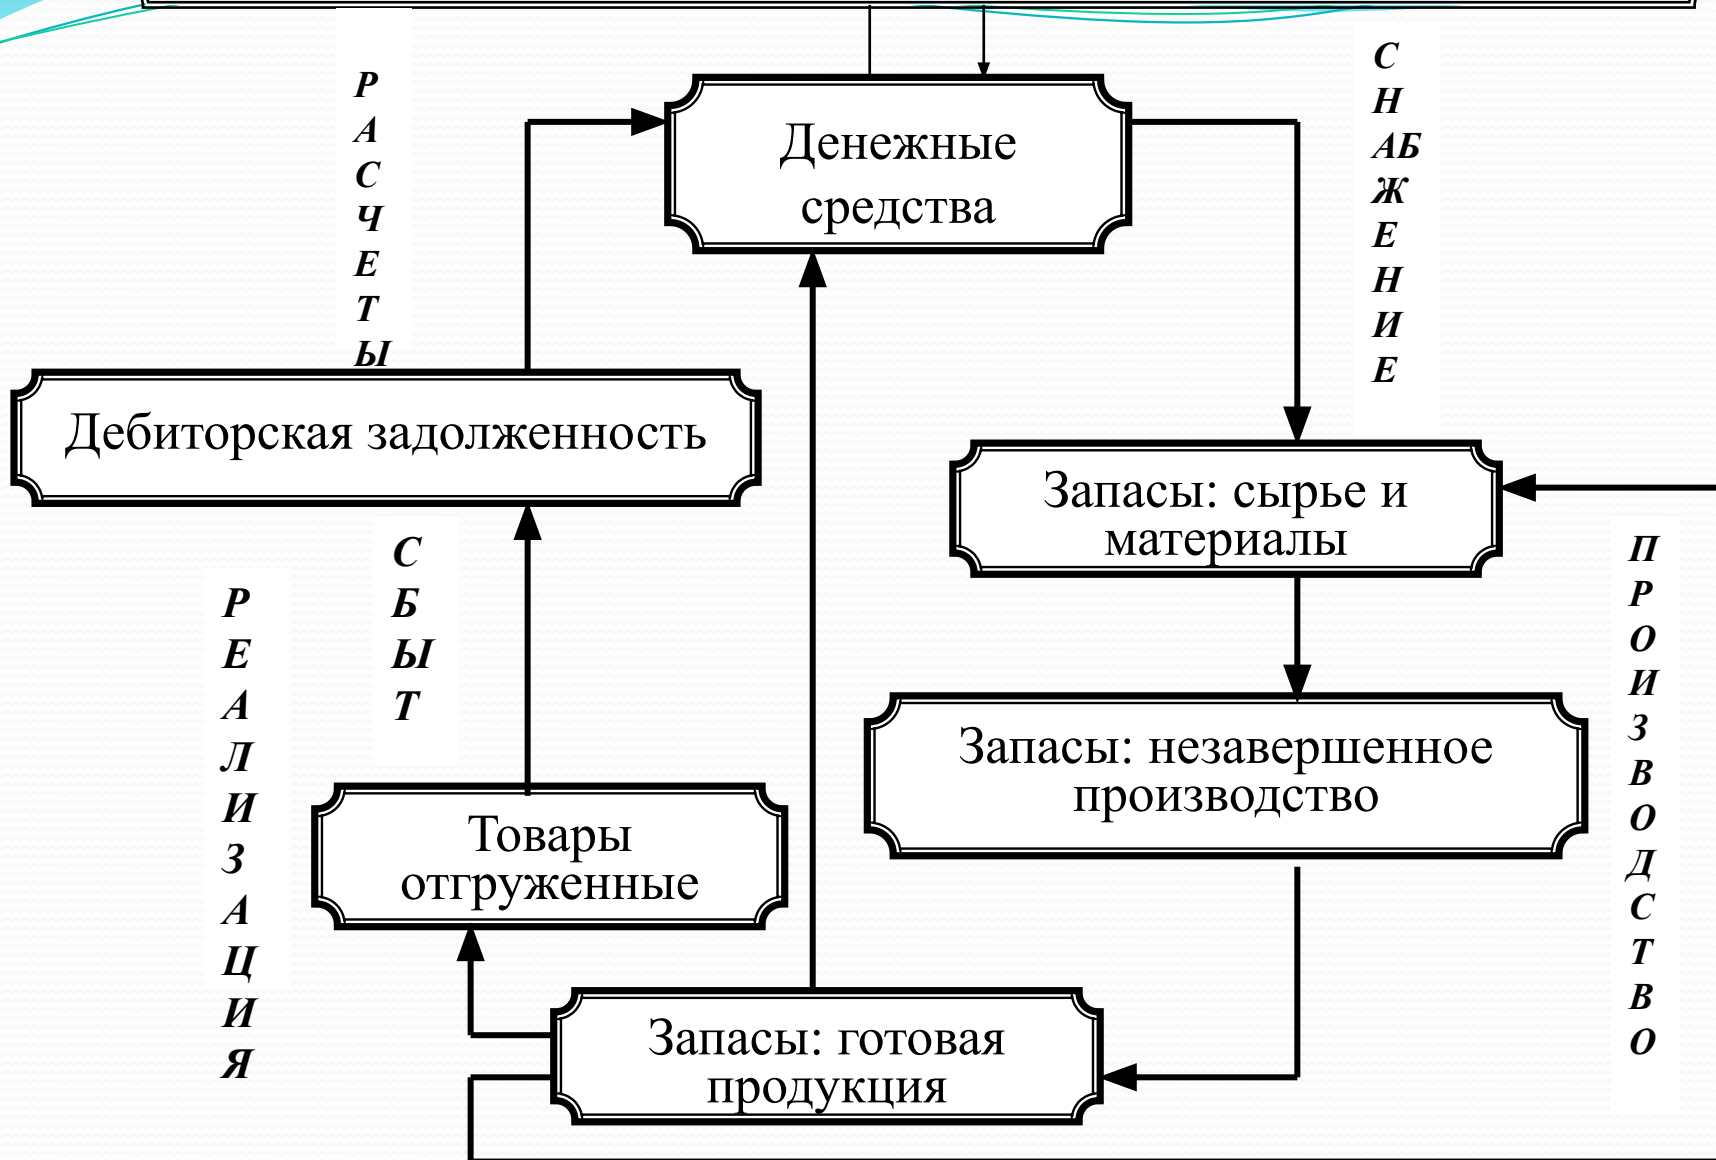 Р
А
С
Ч
Е
Т
Ы
Денежные
средства
С
Н
АБ
Ж
Е
Н
И
Е
Дебиторская задолженность
Запасы: сырье и
материалы
Р
Е
А
Л
И
З
А
Ц
И
Я
С
Б
Ы
Т
П
Р
О
И
З
В
О
Д
С
Т
В
О
Запасы: незавершенное
производство
Товары
отгруженные
Запасы: готовая
продукция